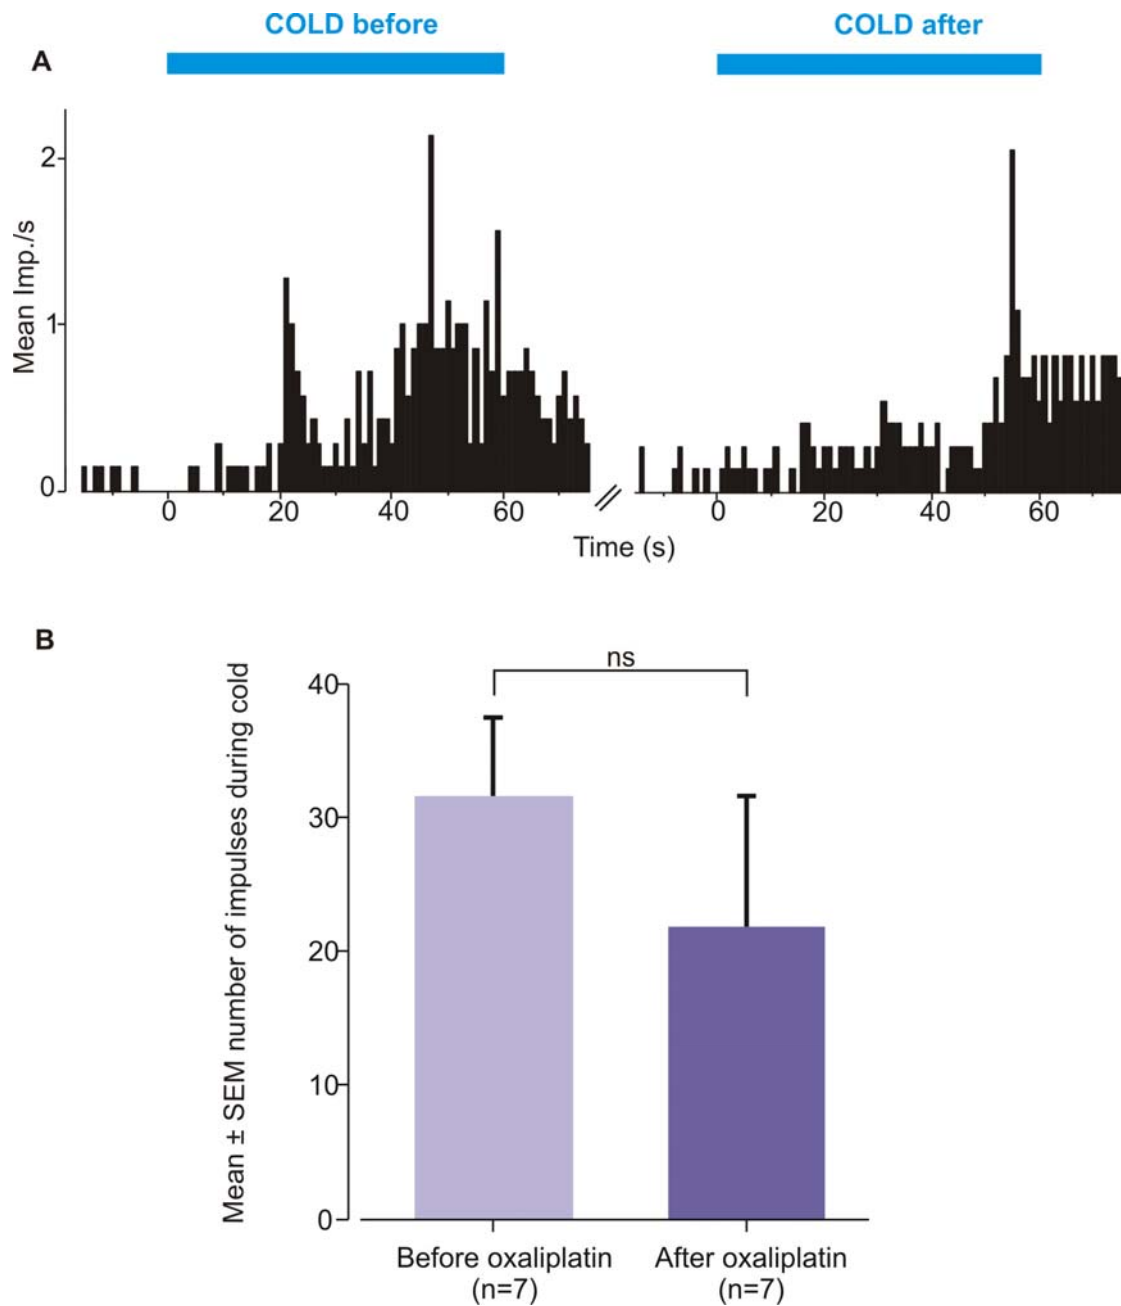 COLD before
COLD after
A
Mean Imp./s
2
1
0
0 20 40 60
0 20 40 60
Time (s)
B
Mean ± SEM number of impulses during cold
ns
40
30
20
10
0
Before oxaliplatin
(n=7)
After oxaliplatin
(n=7)